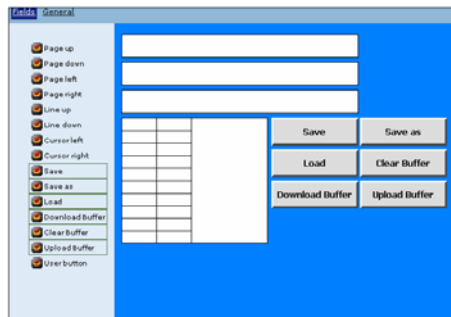 Fields General
Page up
Page down
Page left
Page right
Line up
Line down
Cursor left
Cursor right
Save
Save as
Load
Download Buffer
Clear Buffer
Upload Buffer
User button
Save Save as
Load Clear Buffer
Download Buffer Upload Buffer